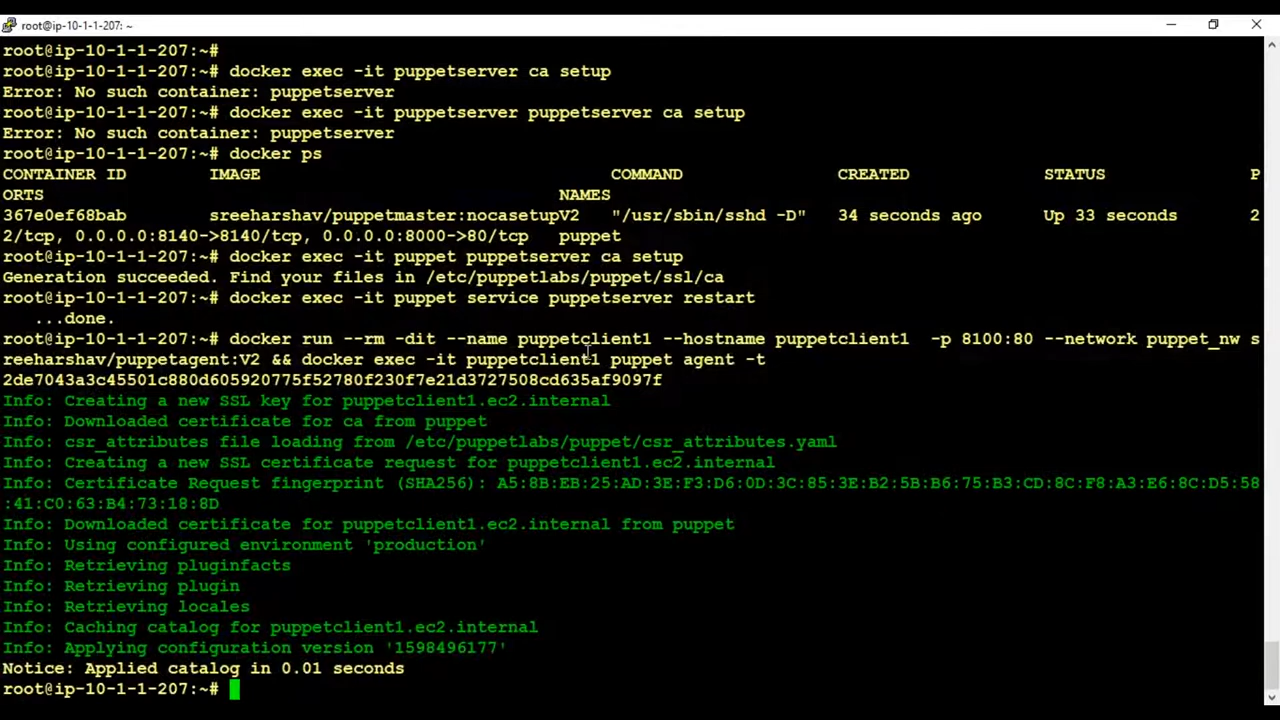 root@ip-10-1-1-207: ~
root@ip-10-1-1-207:~#
root@ip-10-1-1-207:~# docker exec -it puppetserver ca setup
Error: No such container: puppetserver
root@ip-10-1-1-207:~# docker exec -it puppetserver puppetserver ca setup
Error: No such container: puppetserver
root@ip-10-1-1-207:~# docker ps
CONTAINER ID        IMAGE                                  COMMAND               CREATED             STATUS              P
ORTS                                                  NAMES
367e0ef68bab        sreeharshav/puppetmaster:nocasetupV2   "/usr/sbin/sshd -D"   34 seconds ago      Up 33 seconds       2
2/tcp, 0.0.0.0:8140->8140/tcp, 0.0.0.0:8000->80/tcp   puppet
root@ip-10-1-1-207:~# docker exec -it puppet puppetserver ca setup
Generation succeeded. Find your files in /etc/puppetlabs/puppet/ssl/ca
root@ip-10-1-1-207:~# docker exec -it puppet service puppetserver restart
   ...done.
root@ip-10-1-1-207:~# docker run --rm -dit --name puppetclient1 --hostname puppetclient1  -p 8100:80 --network puppet_nw s
reeharshav/puppetagent:V2 && docker exec -it puppetclient1 puppet agent -t
2de7043a3c45501c880d605920775f52780f230f7e21d3727508cd635af9097f
Info: Creating a new SSL key for puppetclient1.ec2.internal
Info: Downloaded certificate for ca from puppet
Info: csr_attributes file loading from /etc/puppetlabs/puppet/csr_attributes.yaml
Info: Creating a new SSL certificate request for puppetclient1.ec2.internal
Info: Certificate Request fingerprint (SHA256): A5:8B:EB:25:AD:3E:F3:D6:0D:3C:85:3E:B2:5B:B6:75:B3:CD:8C:F8:A3:E6:8C:D5:58
:41:C0:63:B4:73:18:8D
Info: Downloaded certificate for puppetclient1.ec2.internal from puppet
Info: Using configured environment 'production'
Info: Retrieving pluginfacts
Info: Retrieving plugin
Info: Retrieving locales
Info: Caching catalog for puppetclient1.ec2.internal
Info: Applying configuration version '1598496177'
Notice: Applied catalog in 0.01 seconds
root@ip-10-1-1-207:~#